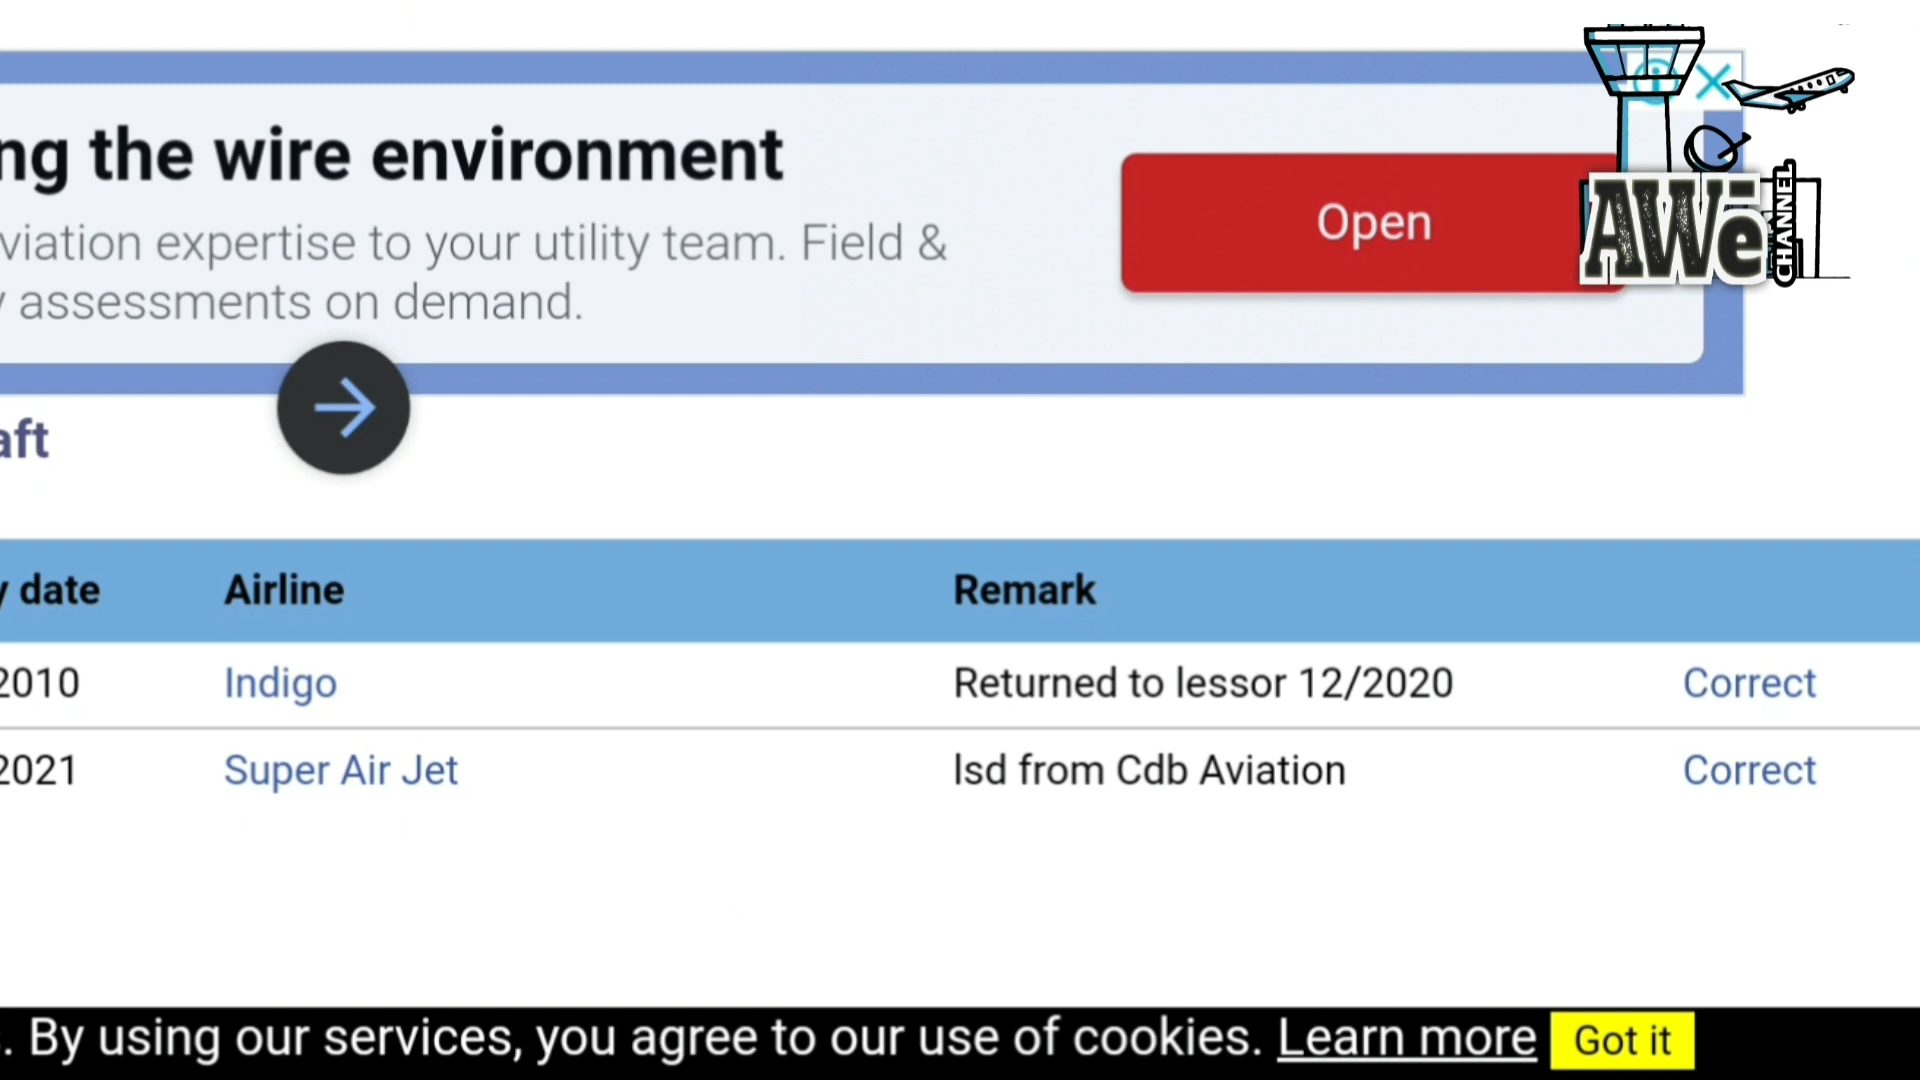 ng the wire environment
viation expertise to your utility team. Field &
y assessments on demand.
Open
AWe
CHANNEL
aft
y date Airline Remark
2010 Indigo Returned to lessor 12/2020 Correct
2021 Super Air Jet lsd from Cdb Aviation Correct
. By using our services, you agree to our use of cookies. Learn more Got it